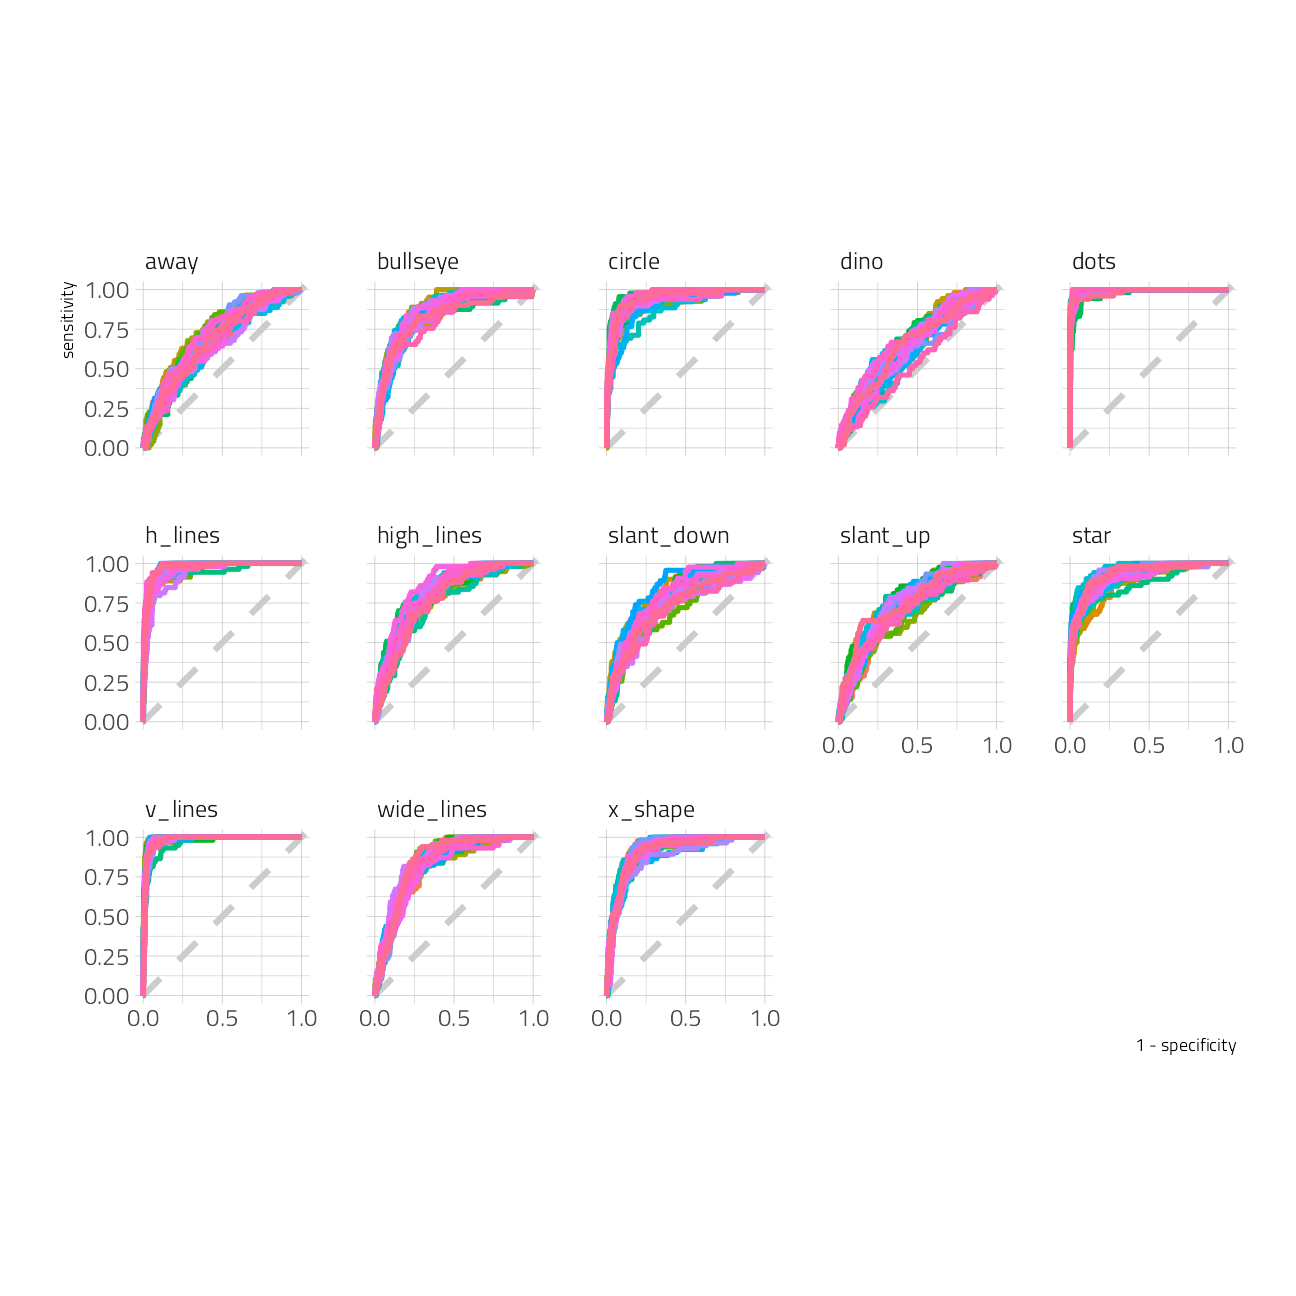 away bullseye circle dino dots
sensitivity
1.00
0.75
0.50
0.25
0.00
h_lines high_lines slant_down slant_up star
1.00
0.75
0.50
0.25
0.00
0.0 0.5 1.0 0.0 0.5 1.0
v_lines wide_lines x_shape
1.00
0.75
0.50
0.25
0.00
0.0 0.5 1.0 0.0 0.5 1.0 0.0 0.5 1.0
1 - specificity